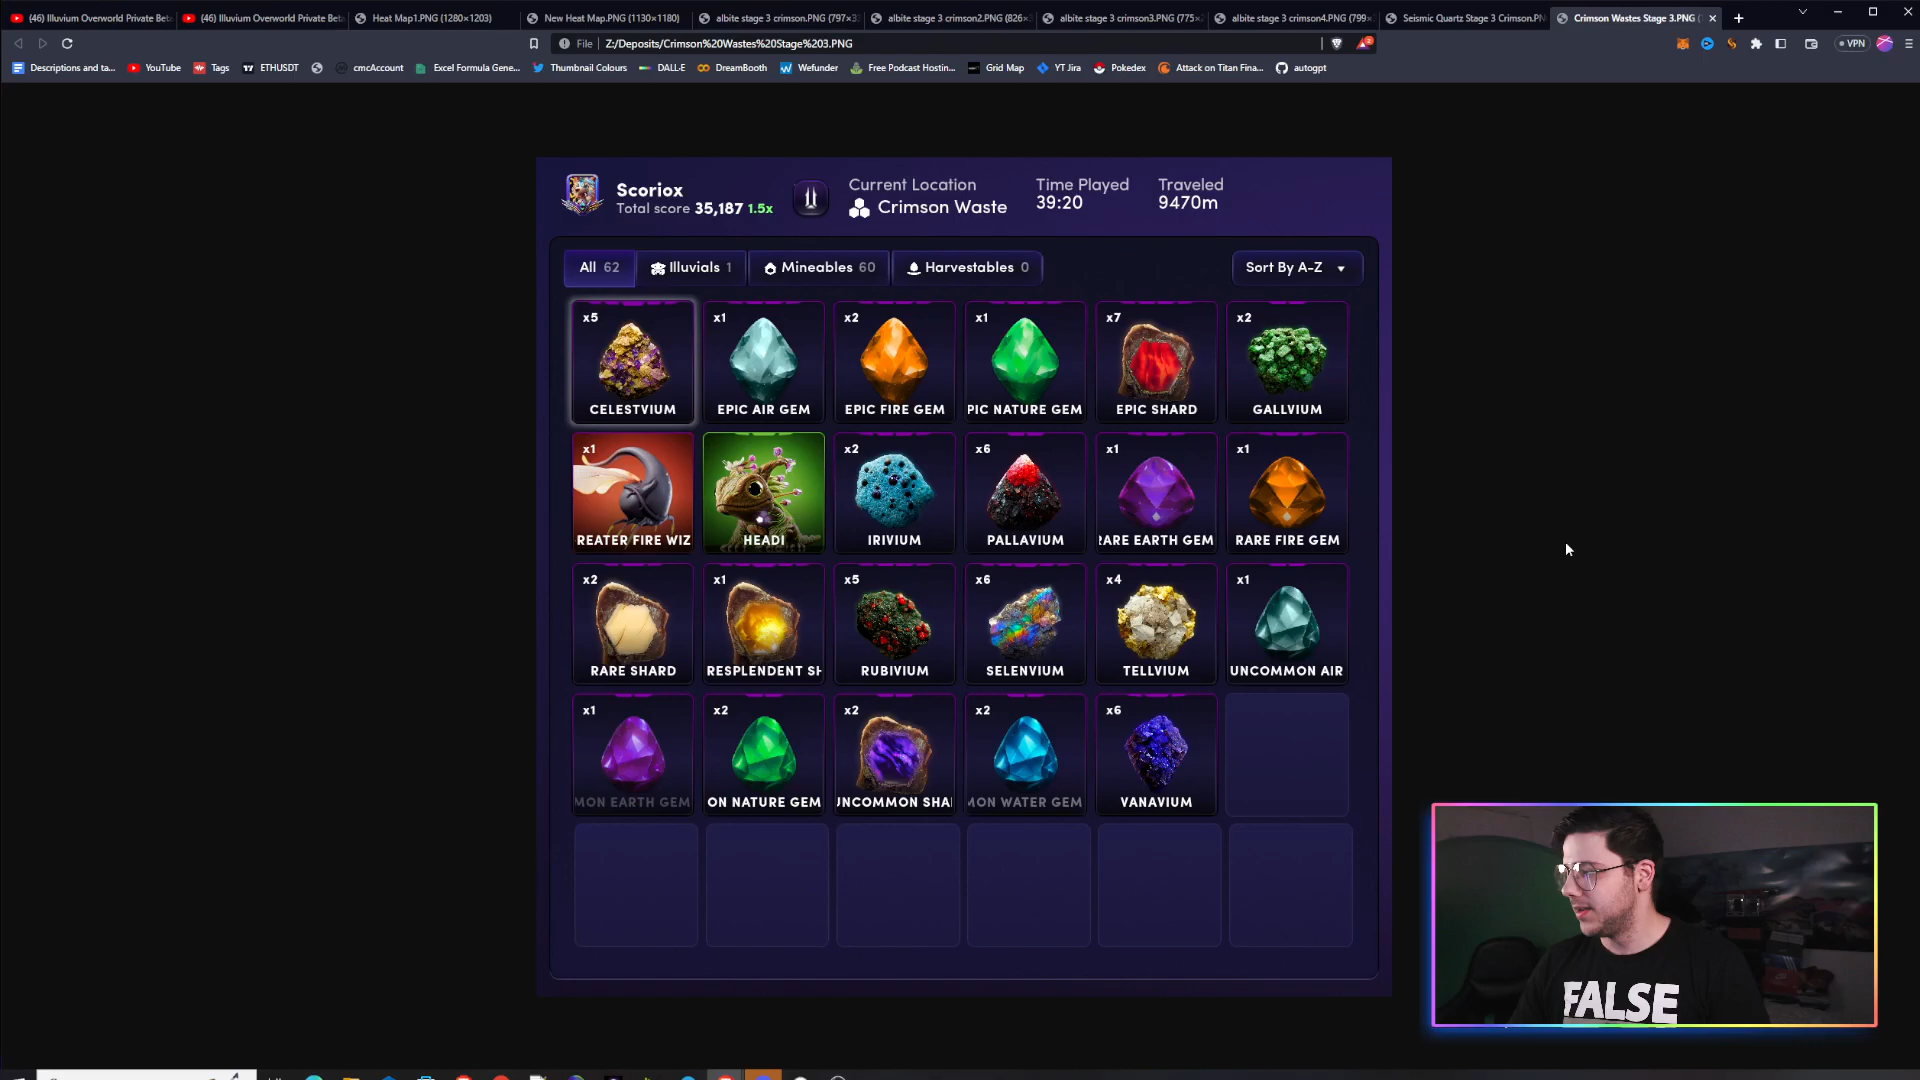 (46) Illuvium Overworld Private Bet
(46) Illuvium Overworld Private Bet
Heat Map1.PNG (1280×1203)
New Heat Map.PNG (1130×1180)
albite stage 3 crimson.PNG (797×3
albite stage 3 crimson2.PNG (826×
albite stage 3 crimson3.PNG (775×
albite stage 3 crimson4.PNG (799×
Seismic Quartz Stage 3 Crimson.PN
Crimson Wastes Stage 3.PNG (
File
Z:/Deposits/Crimson%20Wastes%20Stage%203.PNG
VPN
Descriptions and ta...
YouTube
Tags
ETHUSDT
cmcAccount
Excel Formula Gene...
Thumbnail Colours
DALL·E
DreamBooth
Wefunder
Free Podcast Hostin...
Grid Map
YT Jira
Pokedex
Attack on Titan Fina...
autogpt
Scoriox
Total score 35,187 1.5x
Current Location
Crimson Waste
Time Played
39:20
Traveled
9470m
All 62
Illuvials 1
Mineables 60
Harvestables 0
Sort By A-Z
x5
CELESTVIUM
x1
EPIC AIR GEM
x2
EPIC FIRE GEM
x1
PIC NATURE GEM
x7
EPIC SHARD
x2
GALLVIUM
x1
REATER FIRE WIZ
HEADI
x2
IRIVIUM
x6
PALLAVIUM
x1
RARE EARTH GEM
x1
RARE FIRE GEM
x2
RARE SHARD
x1
RESPLENDENT SH
x5
RUBIVIUM
x6
SELENVIUM
x4
TELLVIUM
x1
UNCOMMON AIR
x1
MON EARTH GEM
x2
ON NATURE GEM
x2
UNCOMMON SHA
x2
MON WATER GEM
x6
VANAVIUM
FALSE